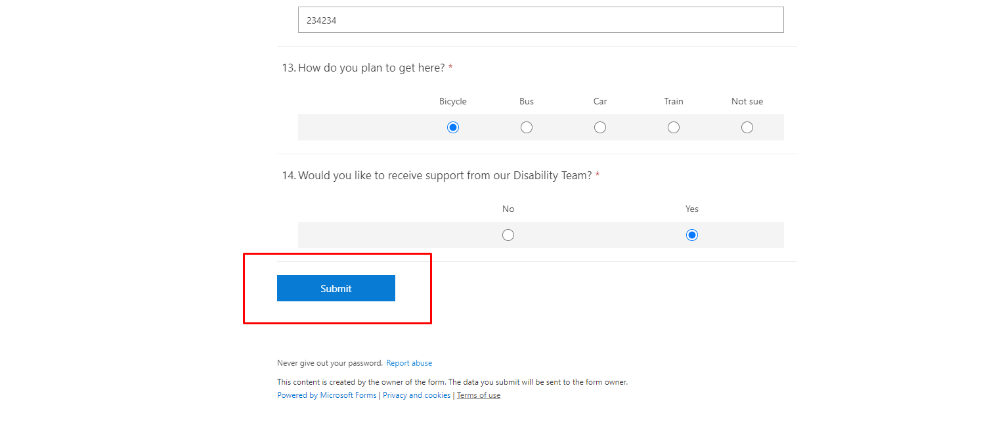 234234
13. How do you plan to get here? *
Bicycle Bus Car Train Not sue
14. Would you like to receive support from our Disability Team? *
No Yes
Submit
Never give out your password. Report abuse
This content is created by the owner of the form. The data you submit will be sent to the form owner.
Powered by Microsoft Forms | Privacy and cookies | Terms of use